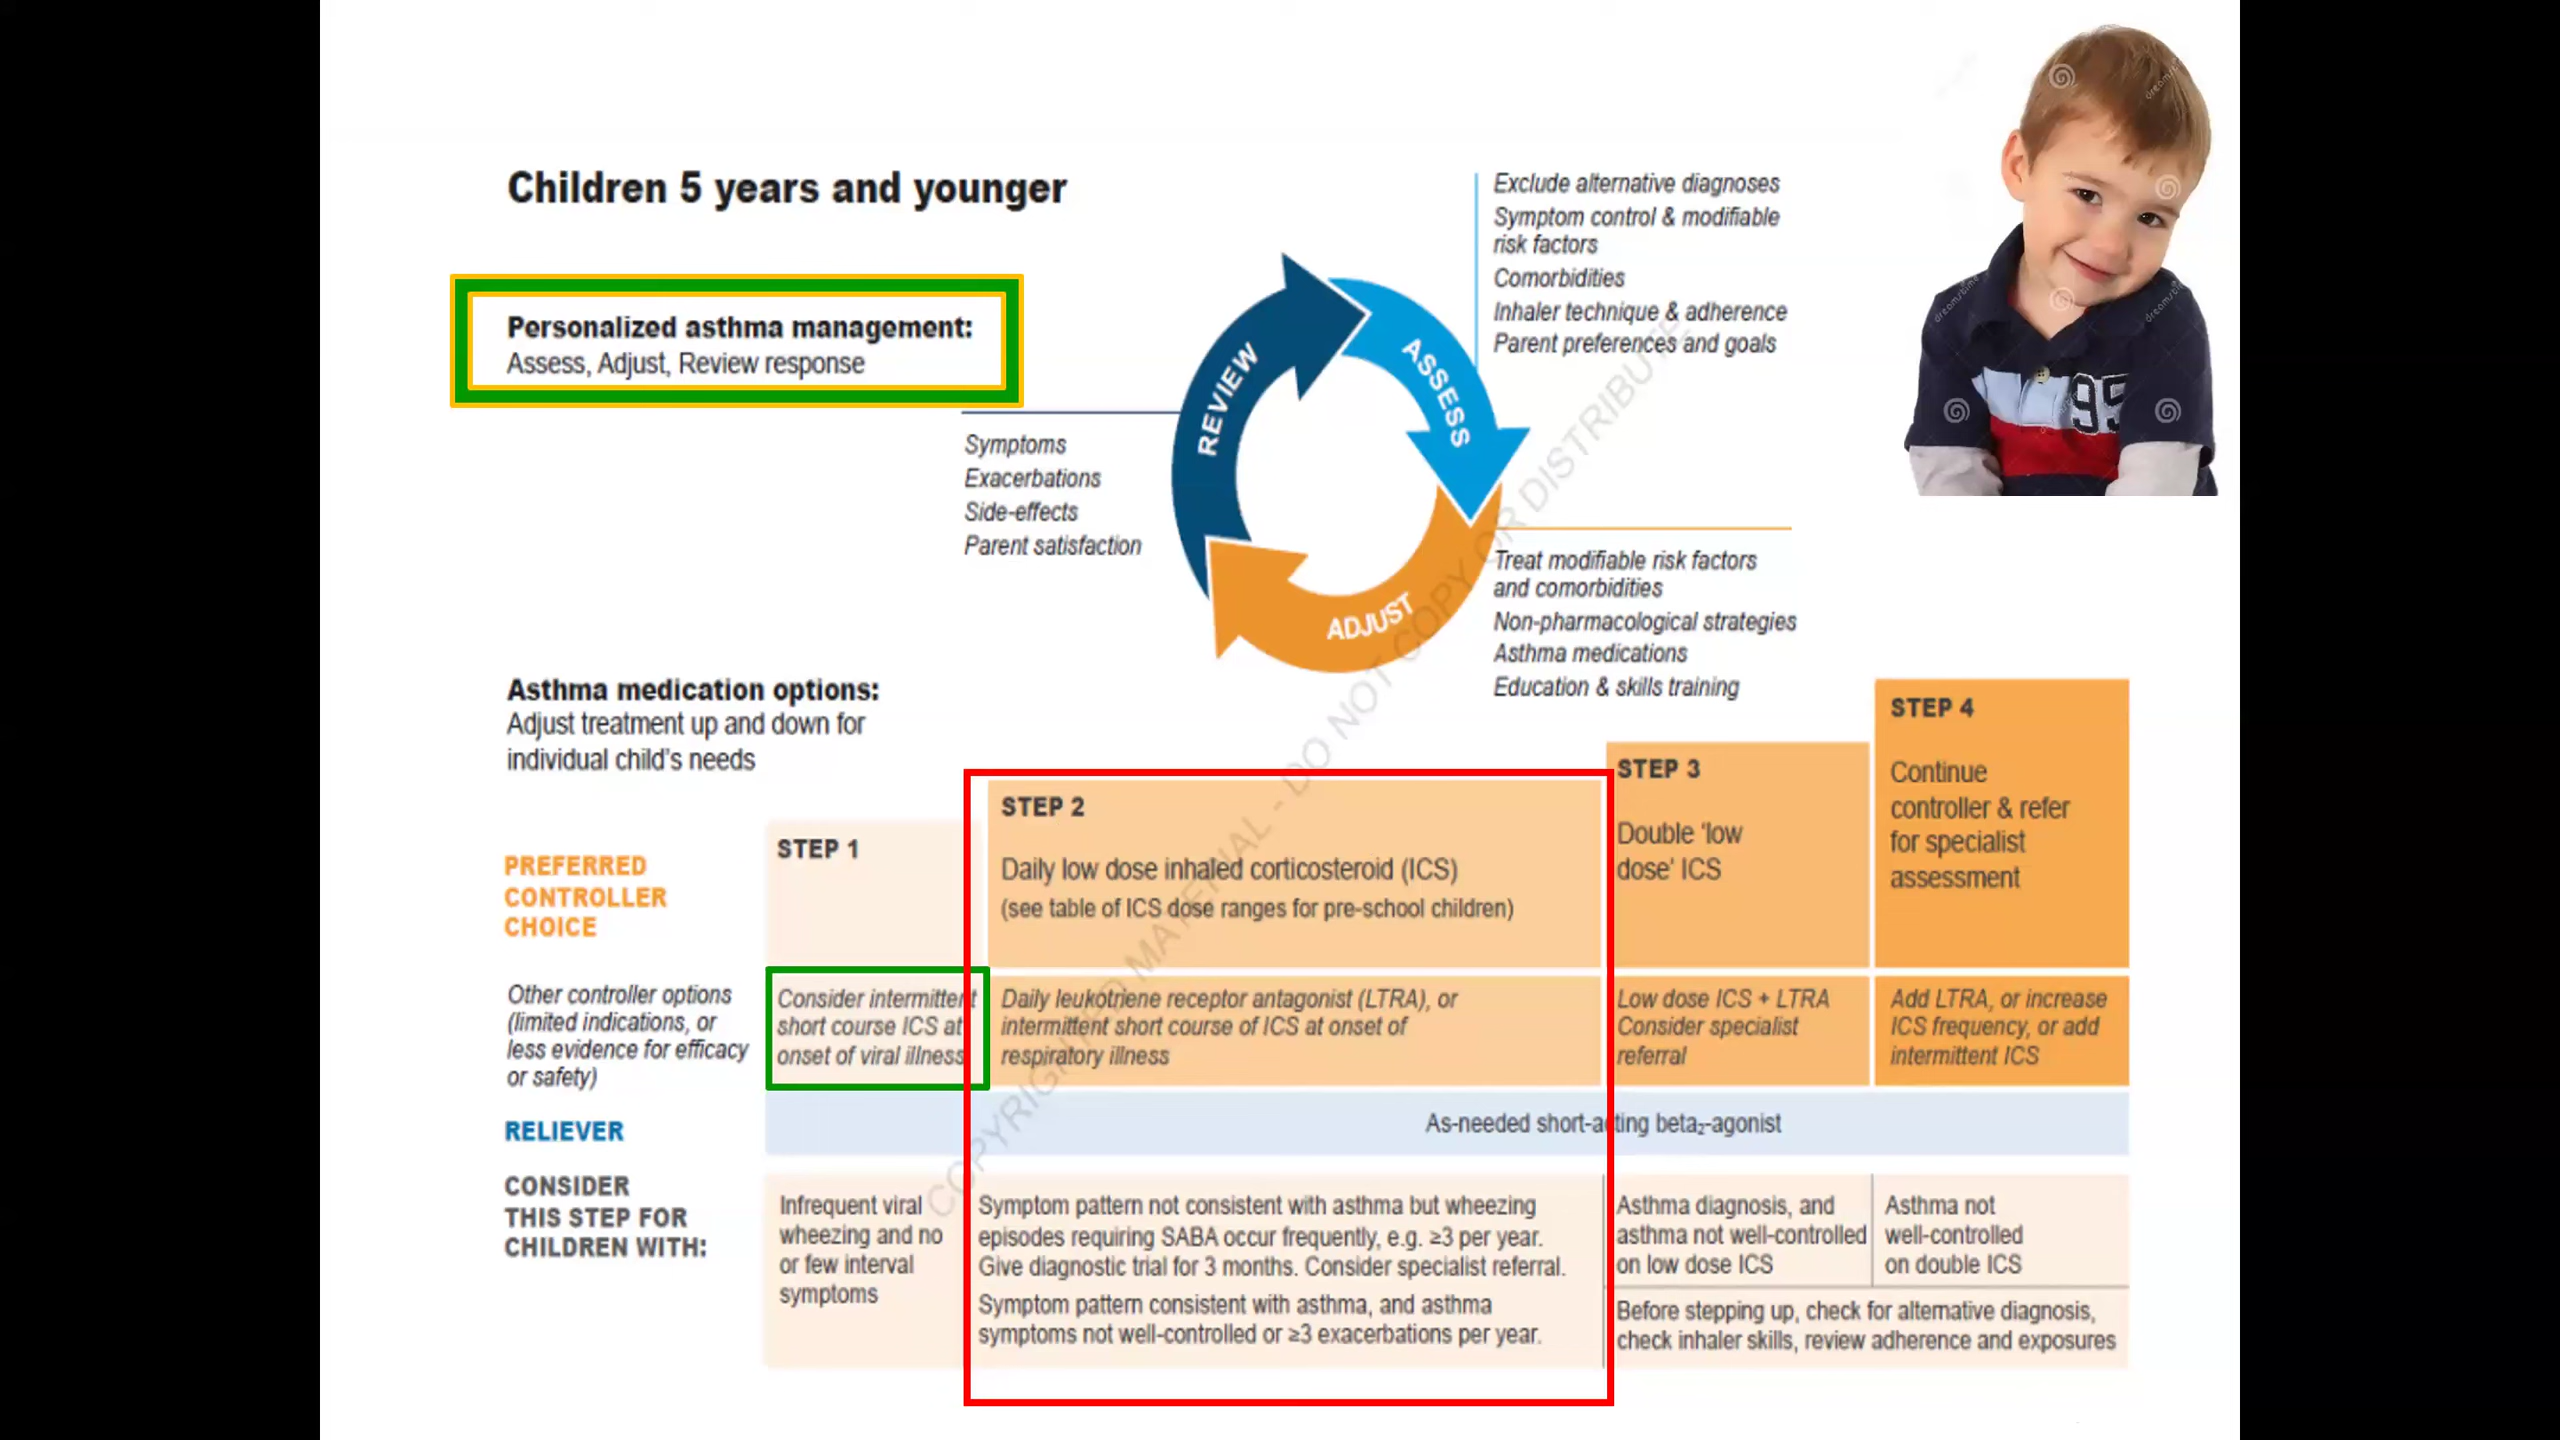 Children 5 years and younger
Personalized asthma management:
Assess, Adjust, Review response
Exclude alternative diagnoses
Symptom control & modifiable
risk factors
Comorbidities
Inhaler technique & adherence
Parent preferences and goals
REVIEW
ASSESS
ADJUST
Symptoms
Exacerbations
Side-effects
Parent satisfaction
Treat modifiable risk factors
and comorbidities
Non-pharmacological strategies
Asthma medications
Education & skills training
Asthma medication options:
Adjust treatment up and down for
individual child's needs
PREFERRED
CONTROLLER
CHOICE
STEP 1
STEP 2
Daily low dose inhaled corticosteroid (ICS)
(see table of ICS dose ranges for pre-school children)
STEP 3
Double 'low
dose' ICS
STEP 4
Continue
controller & refer
for specialist
assessment
Other controller options
(limited indications, or
less evidence for efficacy
or safety)
Consider intermittent
short course ICS at
onset of viral illness
Daily leukotriene receptor antagonist (LTRA), or
intermittent short course of ICS at onset of
respiratory illness
Low dose ICS + LTRA
Consider specialist
referral
Add LTRA, or increase
ICS frequency, or add
intermittent ICS
RELIEVER
As-needed short-acting beta₂-agonist
CONSIDER
THIS STEP FOR
CHILDREN WITH:
Infrequent viral
wheezing and no
or few interval
symptoms
Symptom pattern not consistent with asthma but wheezing
episodes requiring SABA occur frequently, e.g. ≥3 per year.
Give diagnostic trial for 3 months. Consider specialist referral.
Symptom pattern consistent with asthma, and asthma
symptoms not well-controlled or ≥3 exacerbations per year.
Asthma diagnosis, and
asthma not well-controlled
on low dose ICS
Asthma not
well-controlled
on double ICS
Before stepping up, check for alternative diagnosis,
check inhaler skills, review adherence and exposures
COPYRIGHTED MATERIAL - DO NOT COPY OR DISTRIBUTE
95
dreamstime